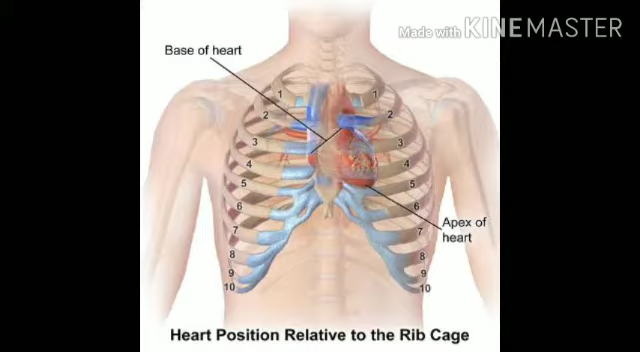 Made with KINEMASTER
Base of heart
1 1
2 2
3 3
4 4
5 5
6 6
Apex of
heart
7 7
8 8
9 9
10 10
Heart Position Relative to the Rib Cage